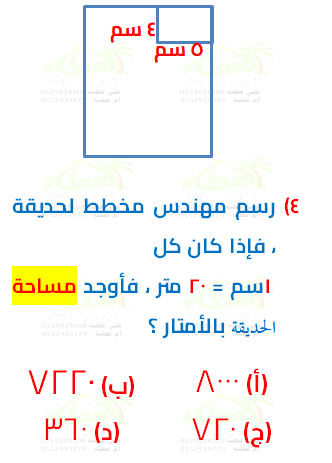 ٤ سم
٥ سم
٤) رسم مهندس مخطط لحديقة
، فإذا كان كل
١سم = ٢٠ متر ، فأوجد مساحة
الحديقة بالأمتار ؟
(أ) ٨٠٠٠
(ب) ٧٢٢٠
(ج) ٧٢٠
(د) ٣٦٠